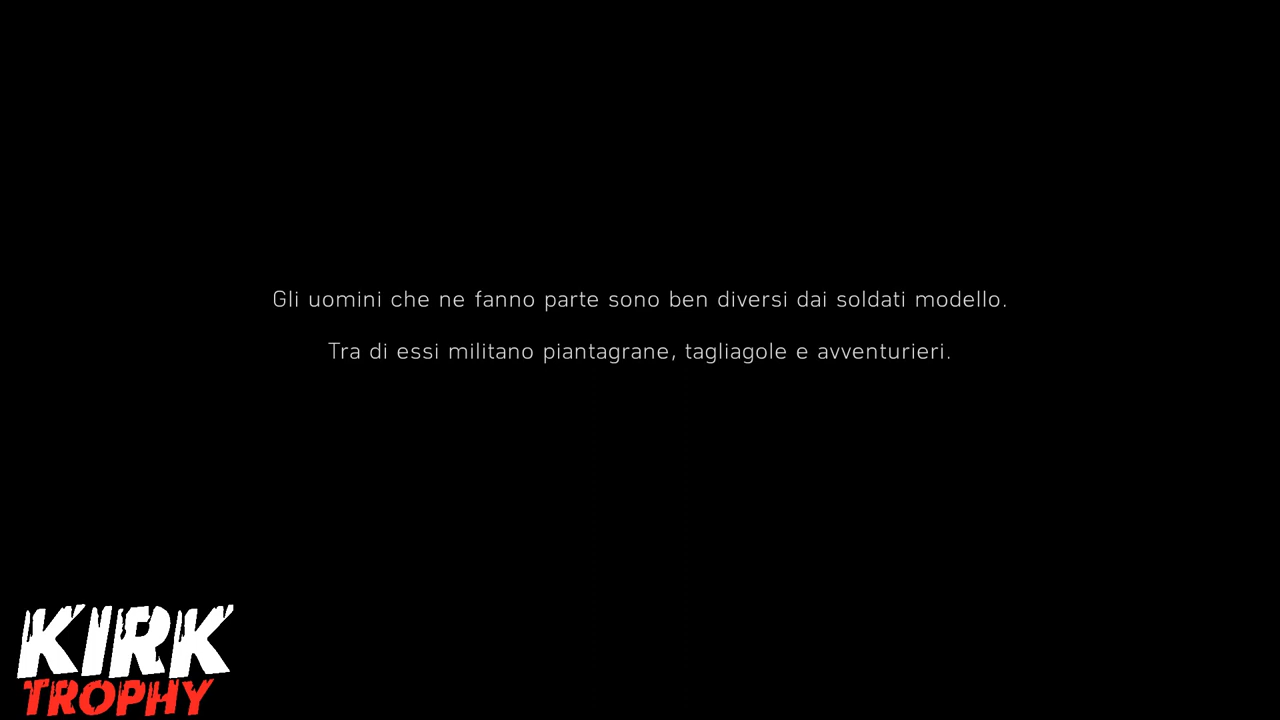 Gli uomini che ne fanno parte sono ben diversi dai soldati modello.
Tra di essi militano piantagrane, tagliagole e avventurieri.
KIRK
TROPHY